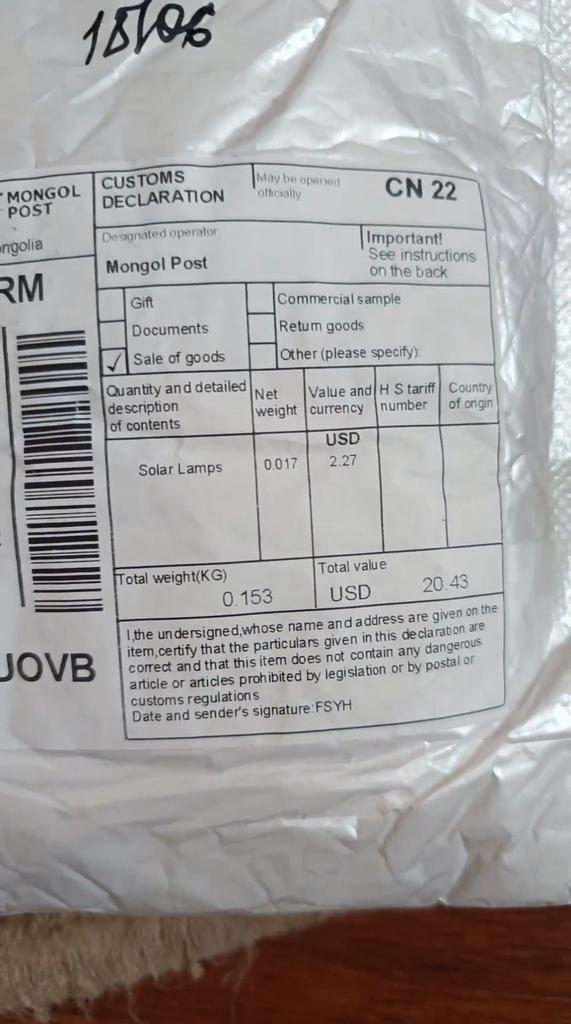 18/06
MONGOL
POST
ngolia
RM
JOVB
CUSTOMS
DECLARATION
May be opened
officially
CN 22
Designated operator
Mongol Post
Important!
See instructions
on the back
Gift
Commercial sample
Documents
Return goods
✓ Sale of goods
Other (please specify):
Quantity and detailed
description
of contents
Net
weight
Value and
currency
H S tariff
number
Country
of origin
USD
Solar Lamps 0.017 2.27
Total weight(KG)
0.153
Total value
USD 20.43
I,the undersigned,whose name and address are given on the
item,certify that the particulars given in this declaration are
correct and that this item does not contain any dangerous
article or articles prohibited by legislation or by postal or
customs regulations
Date and sender's signature:FSYH